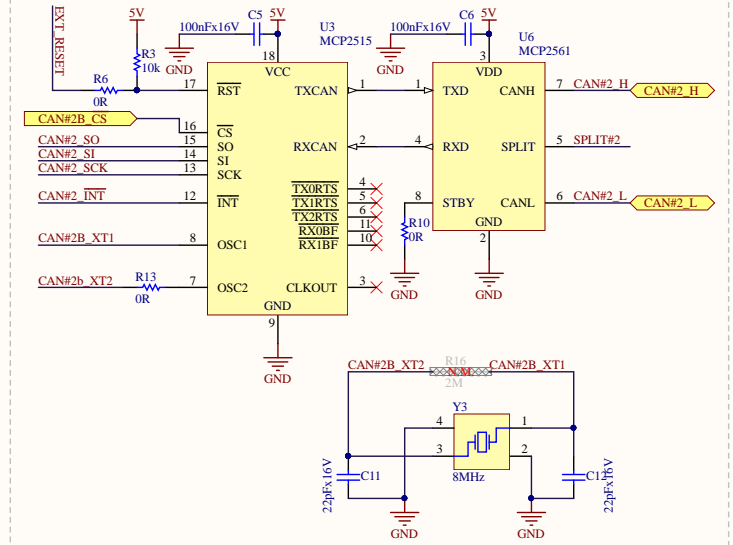 EXT_RESET
5V
R3
10k
R6
0R
100nFx16V
C5
5V
GND
U3
MCP2515
18
VCC
17
RST
TXCAN
1
CAN#2B_CS
16
CS
CAN#2_SO
15
SO
RXCAN
2
CAN#2_SI
14
SI
CAN#2_SCK
13
SCK
TX0RTS
4
TX1RTS
5
CAN#2_INT
12
INT
TX2RTS
6
RX0BF
11
CAN#2B_XT1
8
OSC1
RX1BF
10
CAN#2b_XT2
R13
0R
7
OSC2
CLKOUT
3
GND
9
GND
100nFx16V
C6
5V
GND
U6
MCP2561
3
VDD
1
TXD
CANH
7
CAN#2_H
CAN#2_H
4
RXD
SPLIT
5
SPLIT#2
8
STBY
CANL
6
CAN#2_L
CAN#2_L
R10
0R
GND
2
GND
GND
CAN#2B_XT2
R16
NM
2M
CAN#2B_XT1
Y3
4
1
3
2
8MHz
22pFx16V
C11
C12
22pFx16V
GND
GND